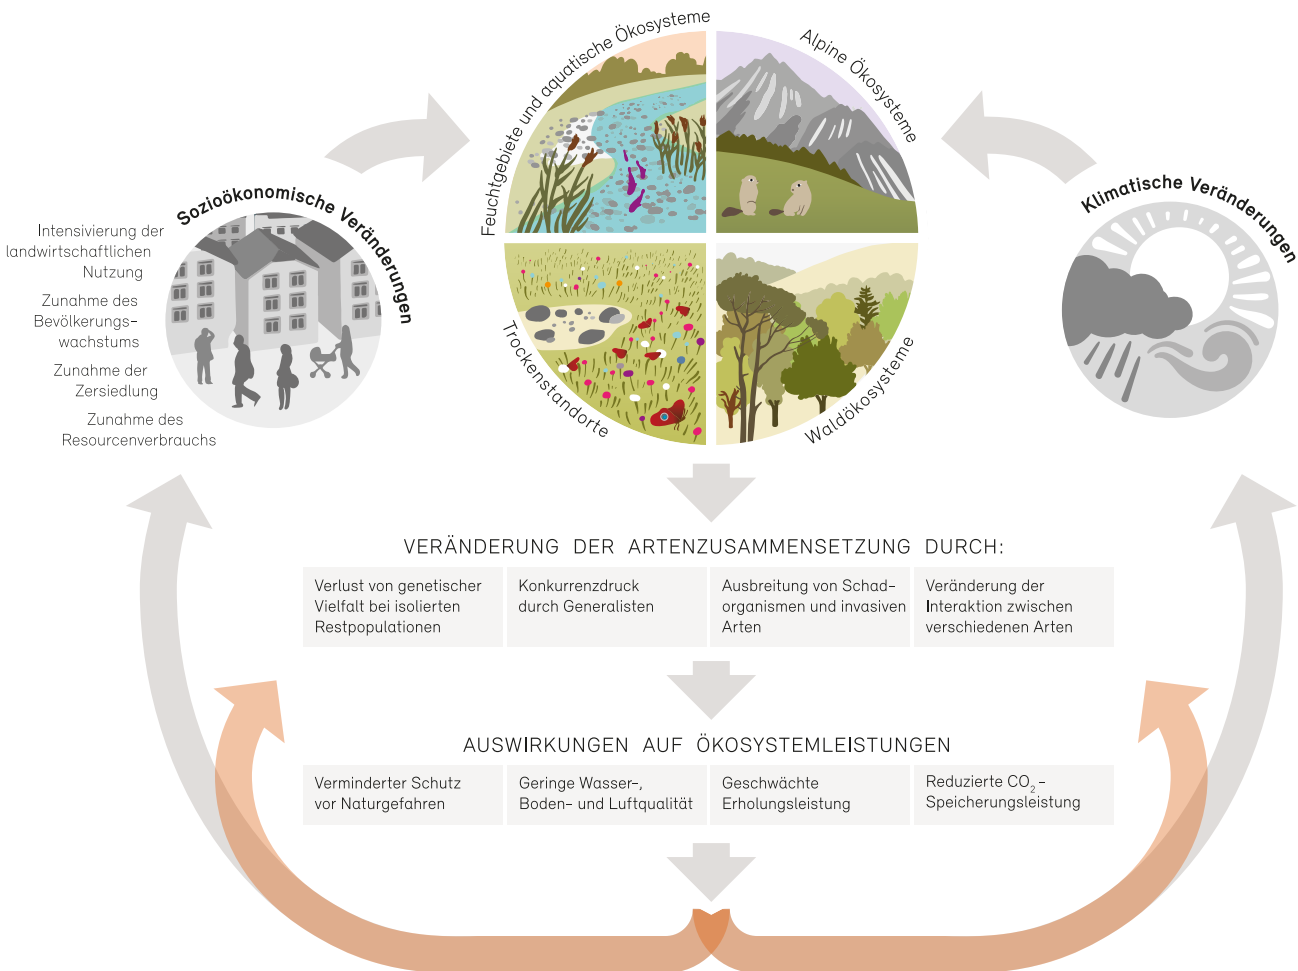 Feuchtgebiete und aquatische Ökosysteme
Alpine Ökosysteme
Sozioökonomische Veränderungen
Klimatische Veränderungen
Intensivierung der
landwirtschaftlichen
Nutzung
Zunahme des
Bevölkerungs-
wachstums
Zunahme der
Zersiedlung
Zunahme des
Resourcenverbrauchs
Trockenstandorte
Waldökosysteme
VERÄNDERUNG DER ARTENZUSAMMENSETZUNG DURCH:
Verlust von genetischer
Vielfalt bei isolierten
Restpopulationen
Konkurrenzdruck
durch Generalisten
Ausbreitung von Schad-
organismen und invasiven
Arten
Veränderung der
Interaktion zwischen
verschiedenen Arten
AUSWIRKUNGEN AUF ÖKOSYSTEMLEISTUNGEN
Verminderter Schutz
vor Naturgefahren
Geringe Wasser-,
Boden- und Luftqualität
Geschwächte
Erholungsleistung
Reduzierte CO₂-
Speicherungsleistung